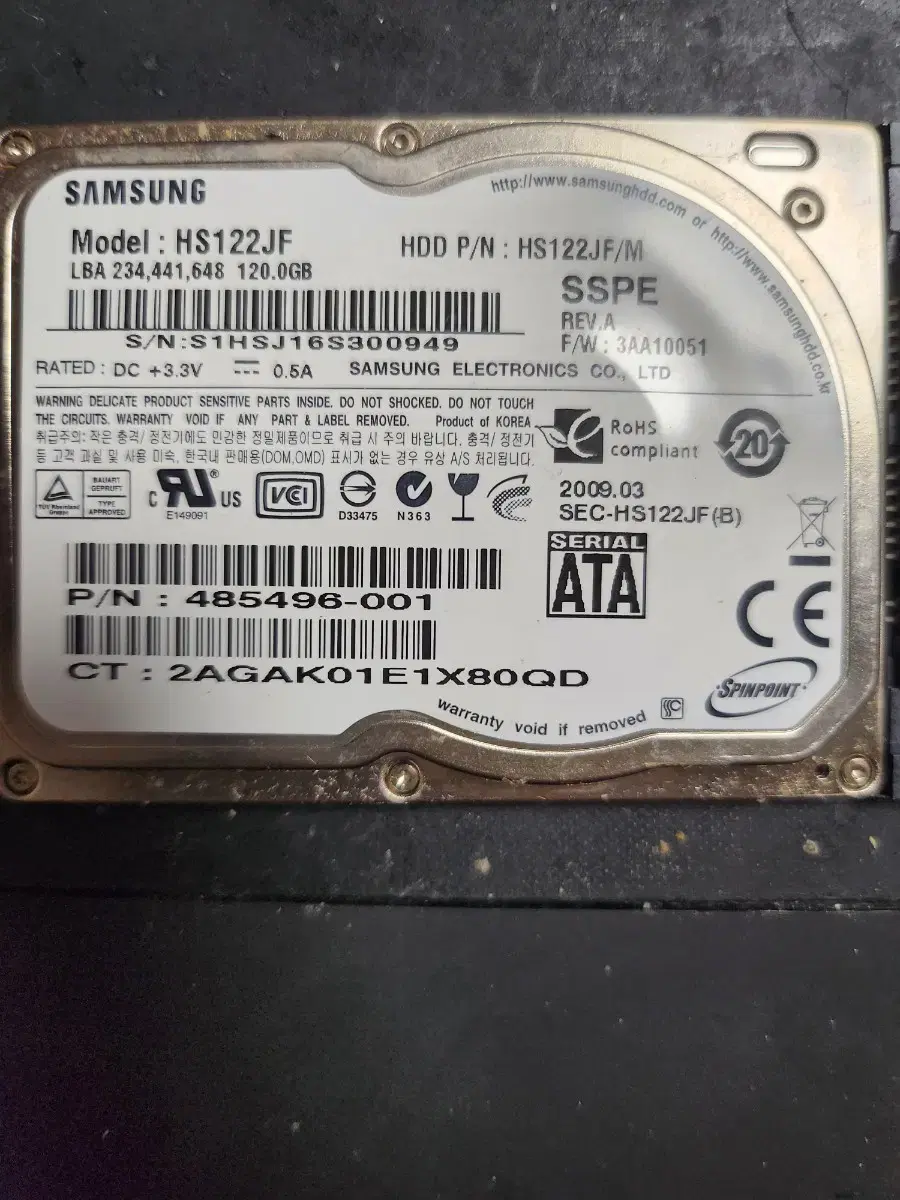 SAMSUNG
http://www.samsunghdd.com or http://www.samsunghdd.co.kr
Model : HS122JF
HDD P/N : HS122JF/M
LBA 234,441,648 120.0GB
SSPE
REV.A
F/W : 3AA10051
S/N:S1HSJ16S300949
RATED : DC +3.3V ⎓ 0.5A SAMSUNG ELECTRONICS CO., LTD
WARNING DELICATE PRODUCT SENSITIVE PARTS INSIDE. DO NOT SHOCKED. DO NOT TOUCH
THE CIRCUITS. WARRANTY VOID IF ANY PART & LABEL REMOVED. Product of KOREA
취급주의: 작은 충격/ 정전기에도 민감한 정밀제품이므로 취급 시 주의 바랍니다. 충격/ 정전기
등 고객 과실 및 사용 미숙, 한국내 판매용(DOM,OMD) 표시가 없는 경우 유상 A/S 처리됩니다.
RoHS
compliant
20
TÜV Rheinland
BAUART
GEPRÜFT
TYPE
APPROVED
C RU ® US
E149091
VCI
D33475
N363
2009.03
SEC-HS122JF(B)
SERIAL
ATA
P/N : 485496-001
CT : 2AGAK01E1X80QD
CE
SPINPOINT
warranty void if removed